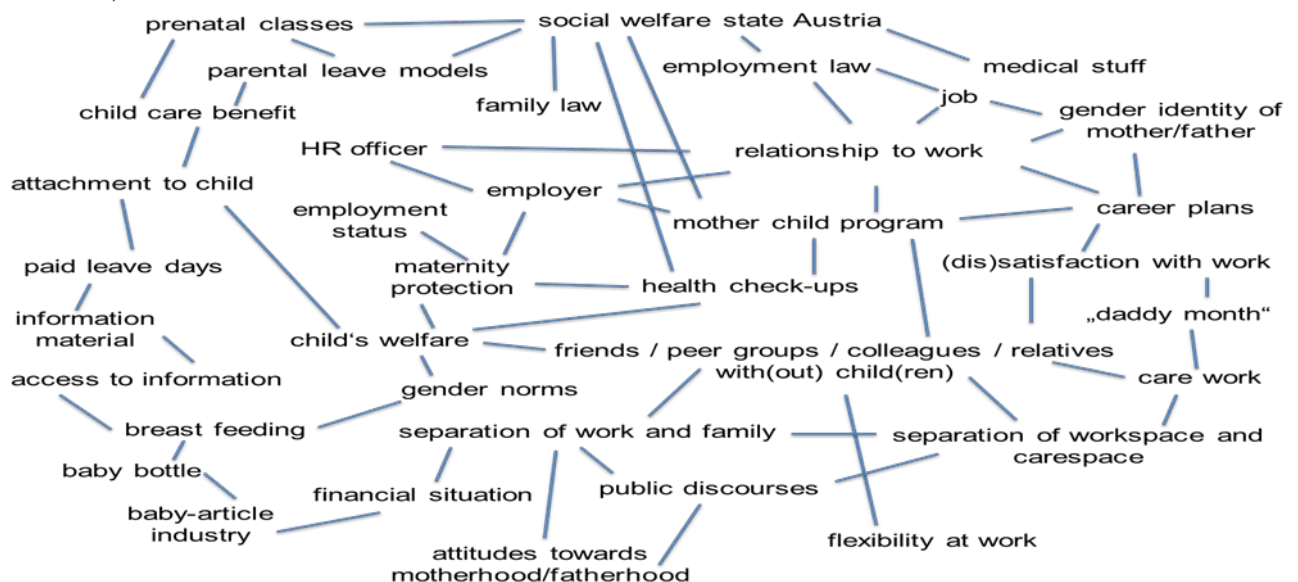 prenatal classes
social welfare state Austria
parental leave models
employment law
medical stuff
child care benefit
family law
job
gender identity of
mother/father
HR officer
relationship to work
attachment to child
employer
employment
status
mother child program
career plans
paid leave days
maternity
protection
health check-ups
(dis)satisfaction with work
information
material
child‘s welfare
„daddy month“
friends / peer groups / colleagues / relatives
with(out) child(ren)
access to information
gender norms
care work
breast feeding
separation of work and family
separation of workspace and
carespace
baby bottle
financial situation
public discourses
baby-article
industry
attitudes towards
motherhood/fatherhood
flexibility at work